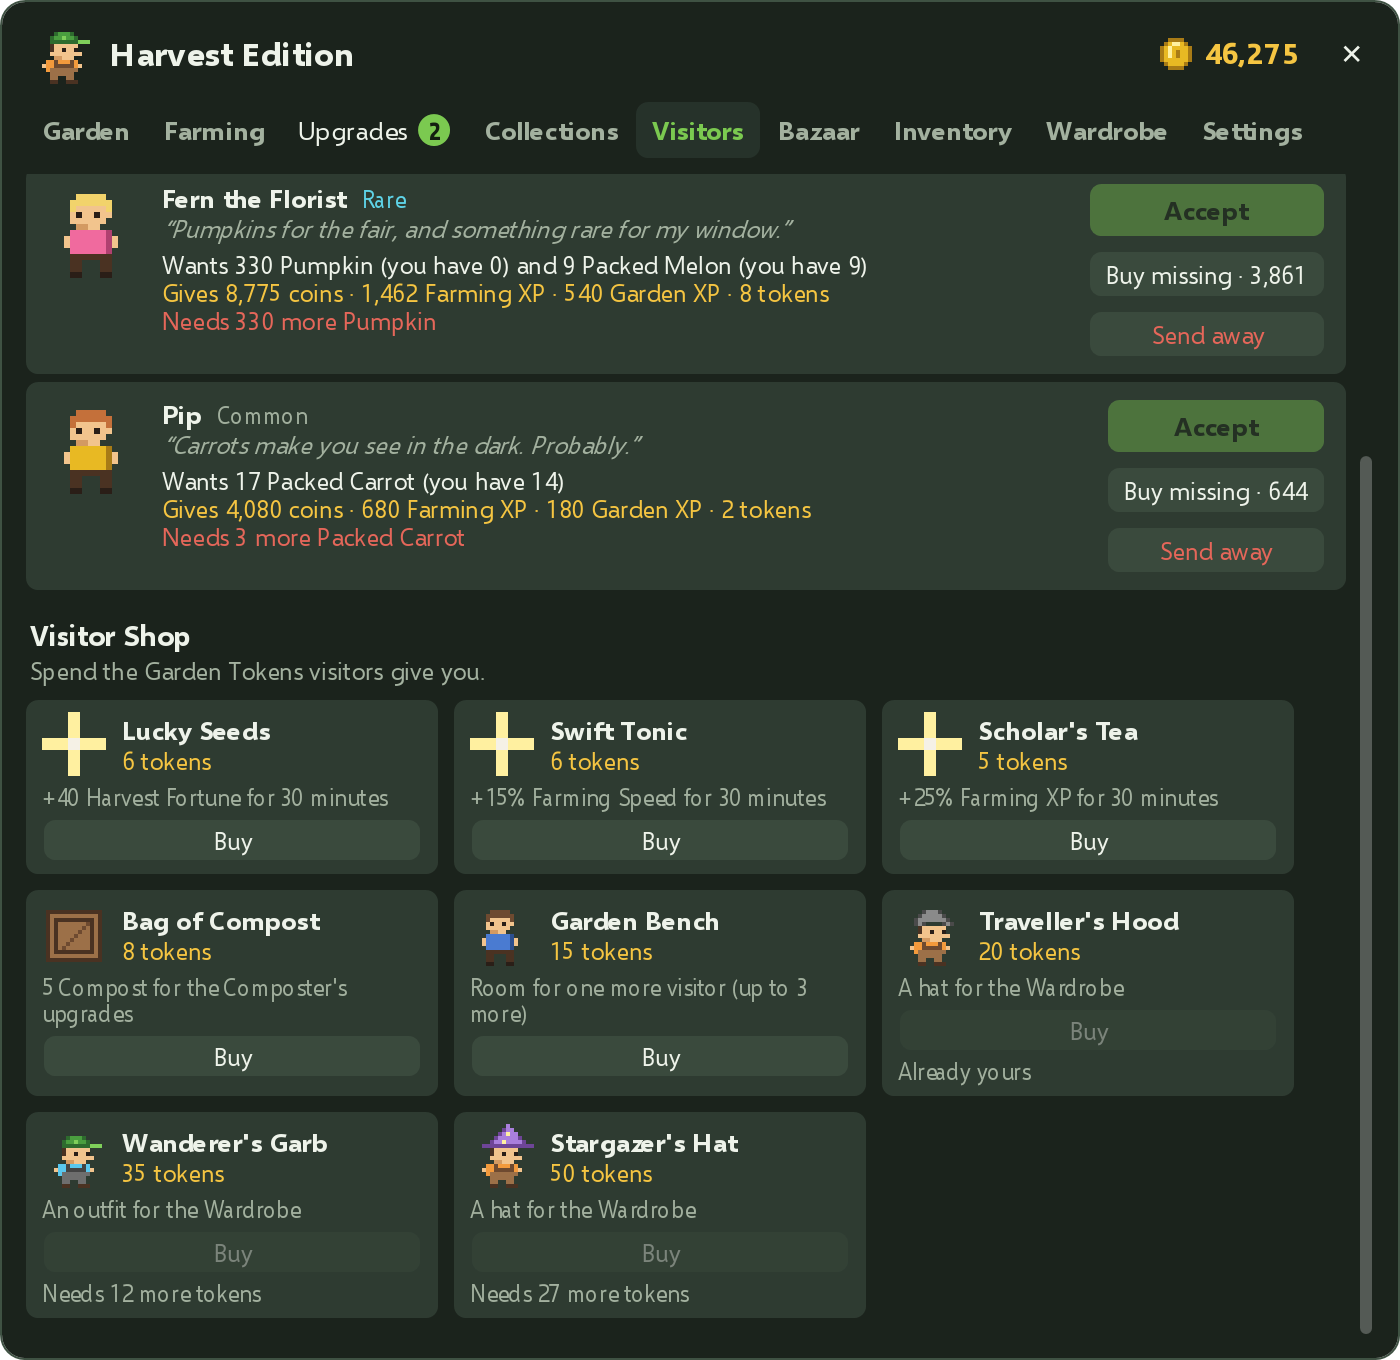 Harvest Edition
46,275
×
Garden Farming Upgrades 2 Collections Visitors Bazaar Inventory Wardrobe Settings
Fern the Florist Rare
“Pumpkins for the fair, and something rare for my window.”
Wants 330 Pumpkin (you have 0) and 9 Packed Melon (you have 9)
Gives 8,775 coins · 1,462 Farming XP · 540 Garden XP · 8 tokens
Needs 330 more Pumpkin
Accept
Buy missing · 3,861
Send away
Pip Common
“Carrots make you see in the dark. Probably.”
Wants 17 Packed Carrot (you have 14)
Gives 4,080 coins · 680 Farming XP · 180 Garden XP · 2 tokens
Needs 3 more Packed Carrot
Accept
Buy missing · 644
Send away
Visitor Shop
Spend the Garden Tokens visitors give you.
Lucky Seeds
6 tokens
+40 Harvest Fortune for 30 minutes
Buy
Swift Tonic
6 tokens
+15% Farming Speed for 30 minutes
Buy
Scholar's Tea
5 tokens
+25% Farming XP for 30 minutes
Buy
Bag of Compost
8 tokens
5 Compost for the Composter's
upgrades
Buy
Garden Bench
15 tokens
Room for one more visitor (up to 3
more)
Buy
Traveller's Hood
20 tokens
A hat for the Wardrobe
Buy
Already yours
Wanderer's Garb
35 tokens
An outfit for the Wardrobe
Buy
Needs 12 more tokens
Stargazer's Hat
50 tokens
A hat for the Wardrobe
Buy
Needs 27 more tokens